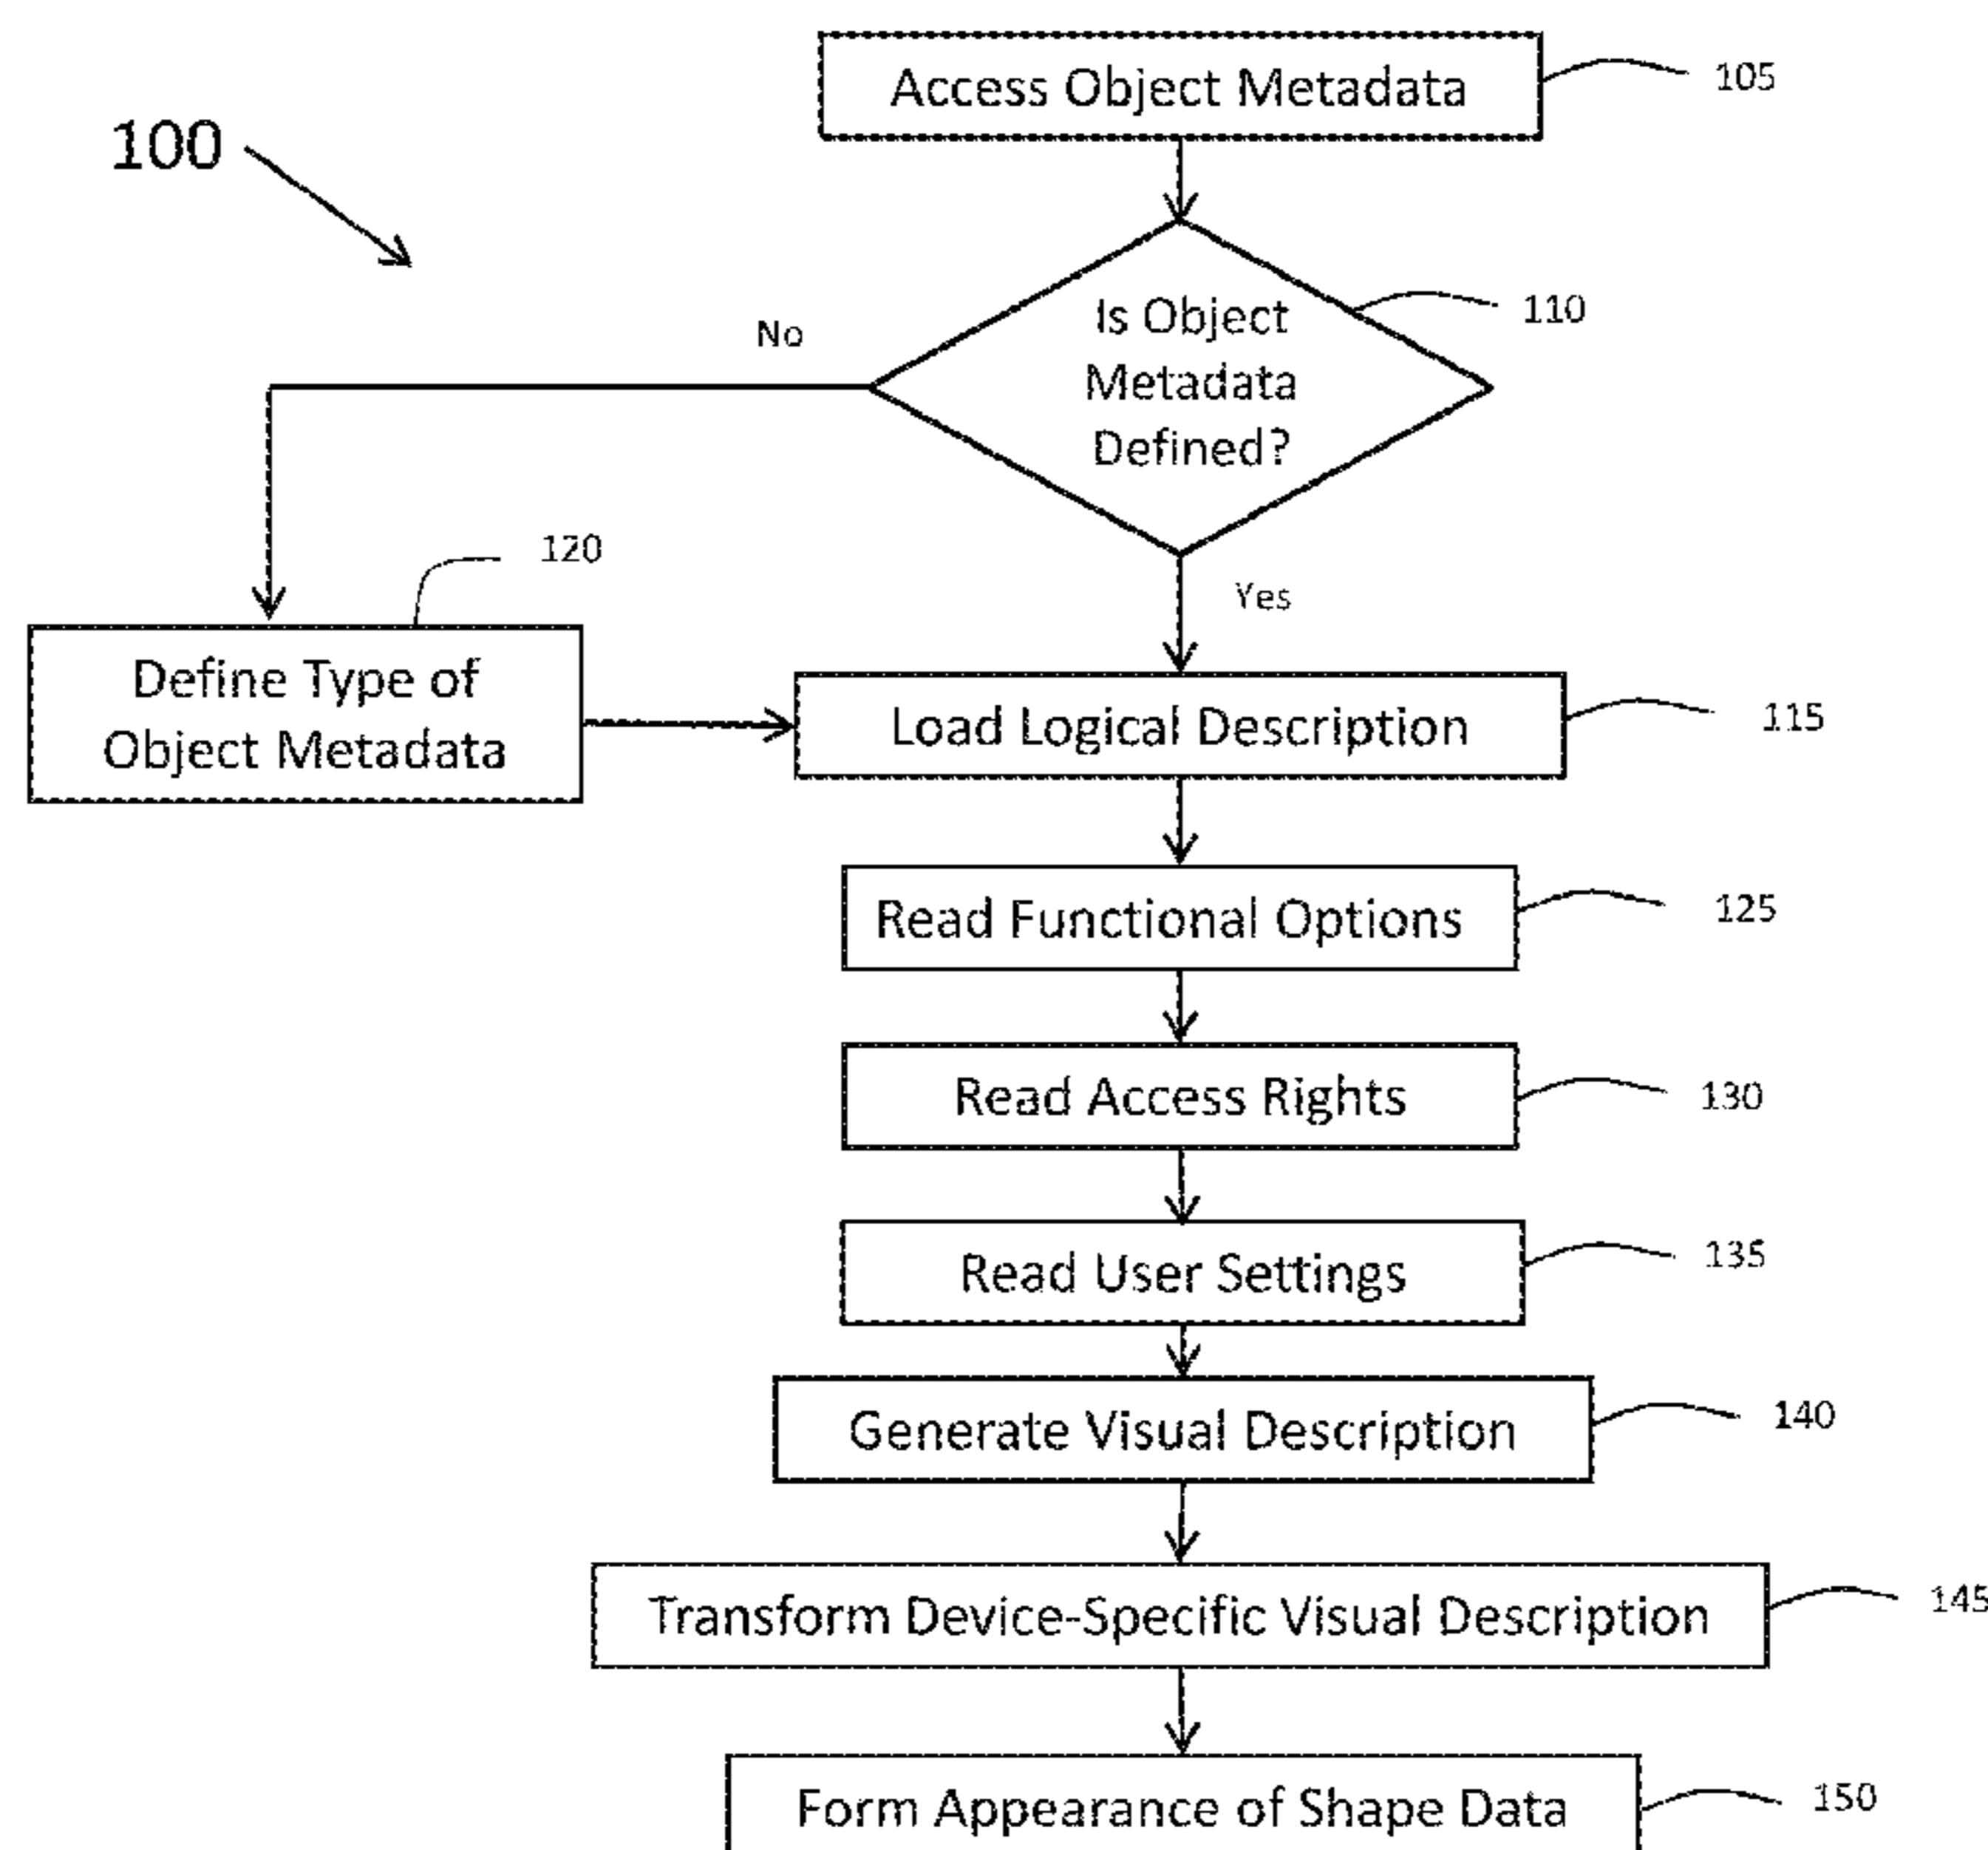 Access Object Metadata
105
100
Is Object
Metadata
Defined?
110
No
Yes
120
Define Type of
Object Metadata
Load Logical Description
115
Read Functional Options
125
Read Access Rights
130
Read User Settings
135
Generate Visual Description
140
Transform Device-Specific Visual Description
145
Form Appearance of Shape Data
150